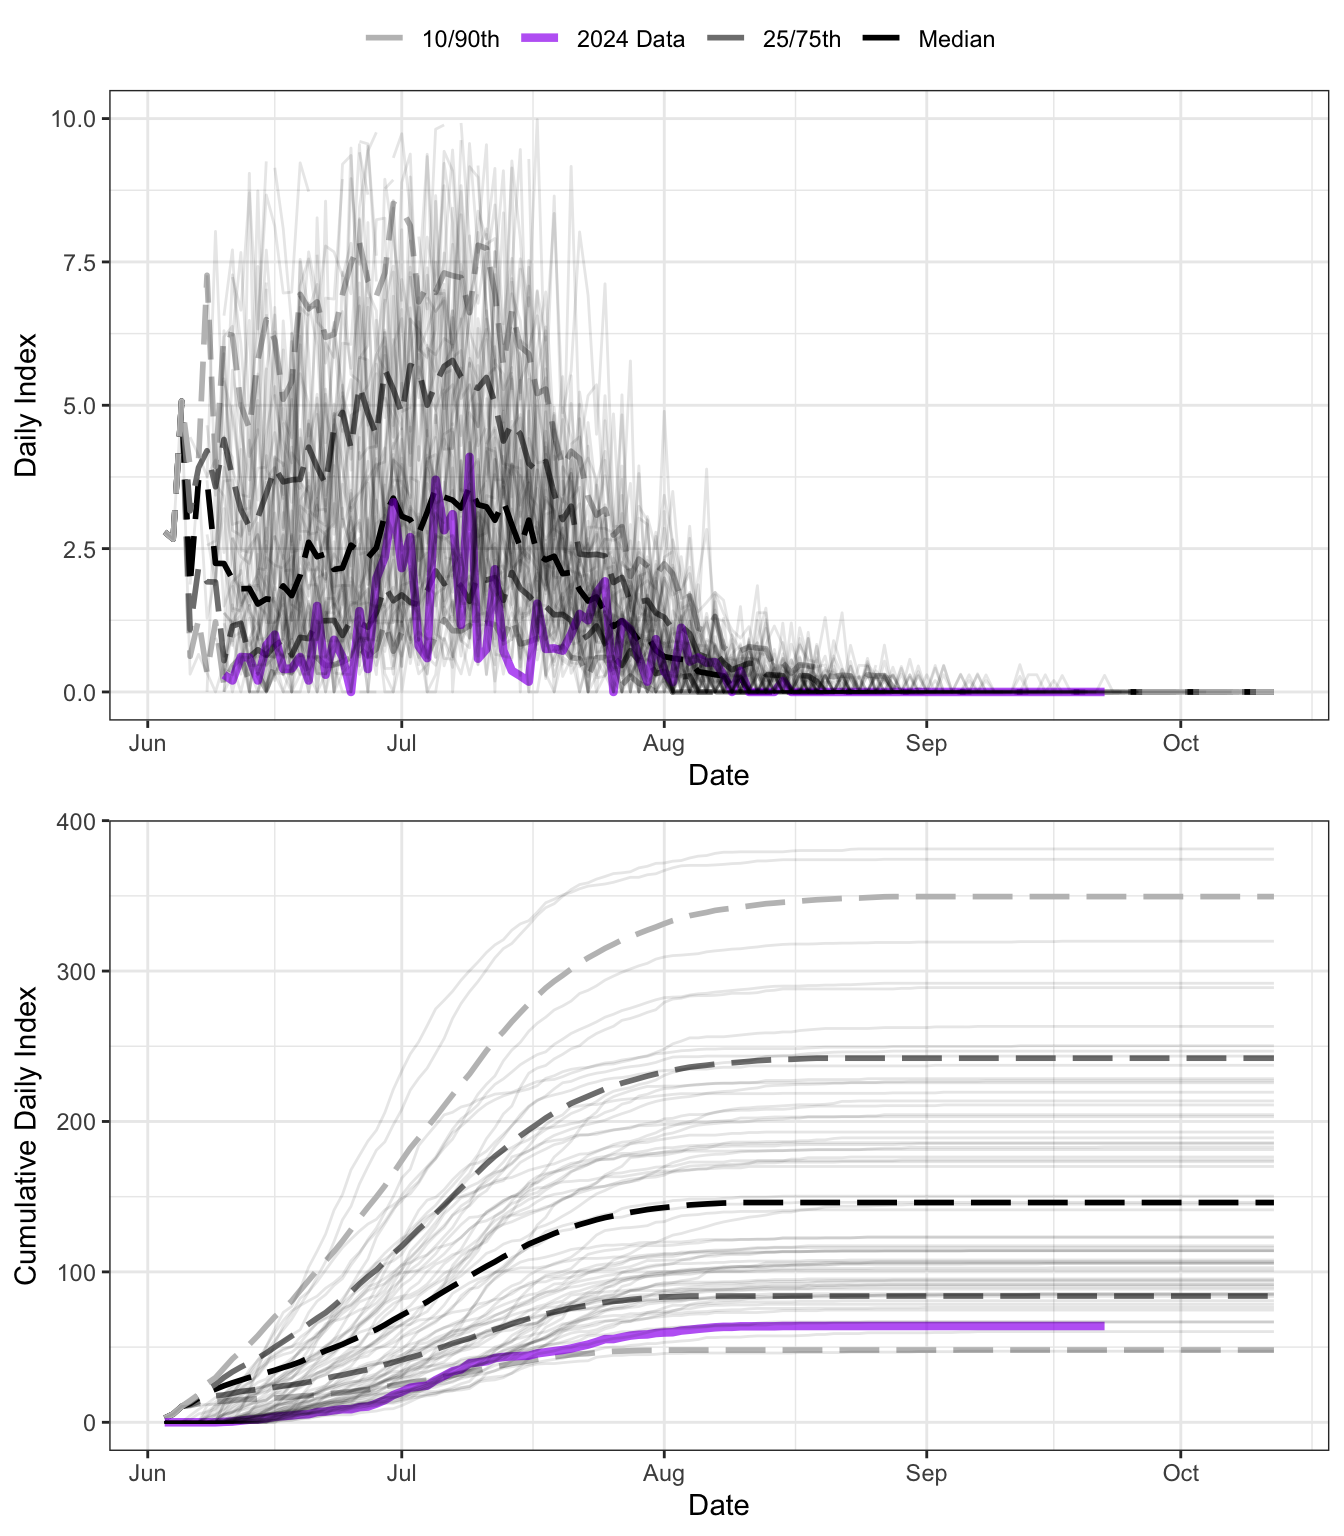 10/90th 2024 Data 25/75th Median
10.0
7.5
5.0
2.5
0.0
Daily Index
Jun Jul Aug Sep Oct
Date
400
300
200
100
0
Cumulative Daily Index
Jun Jul Aug Sep Oct
Date